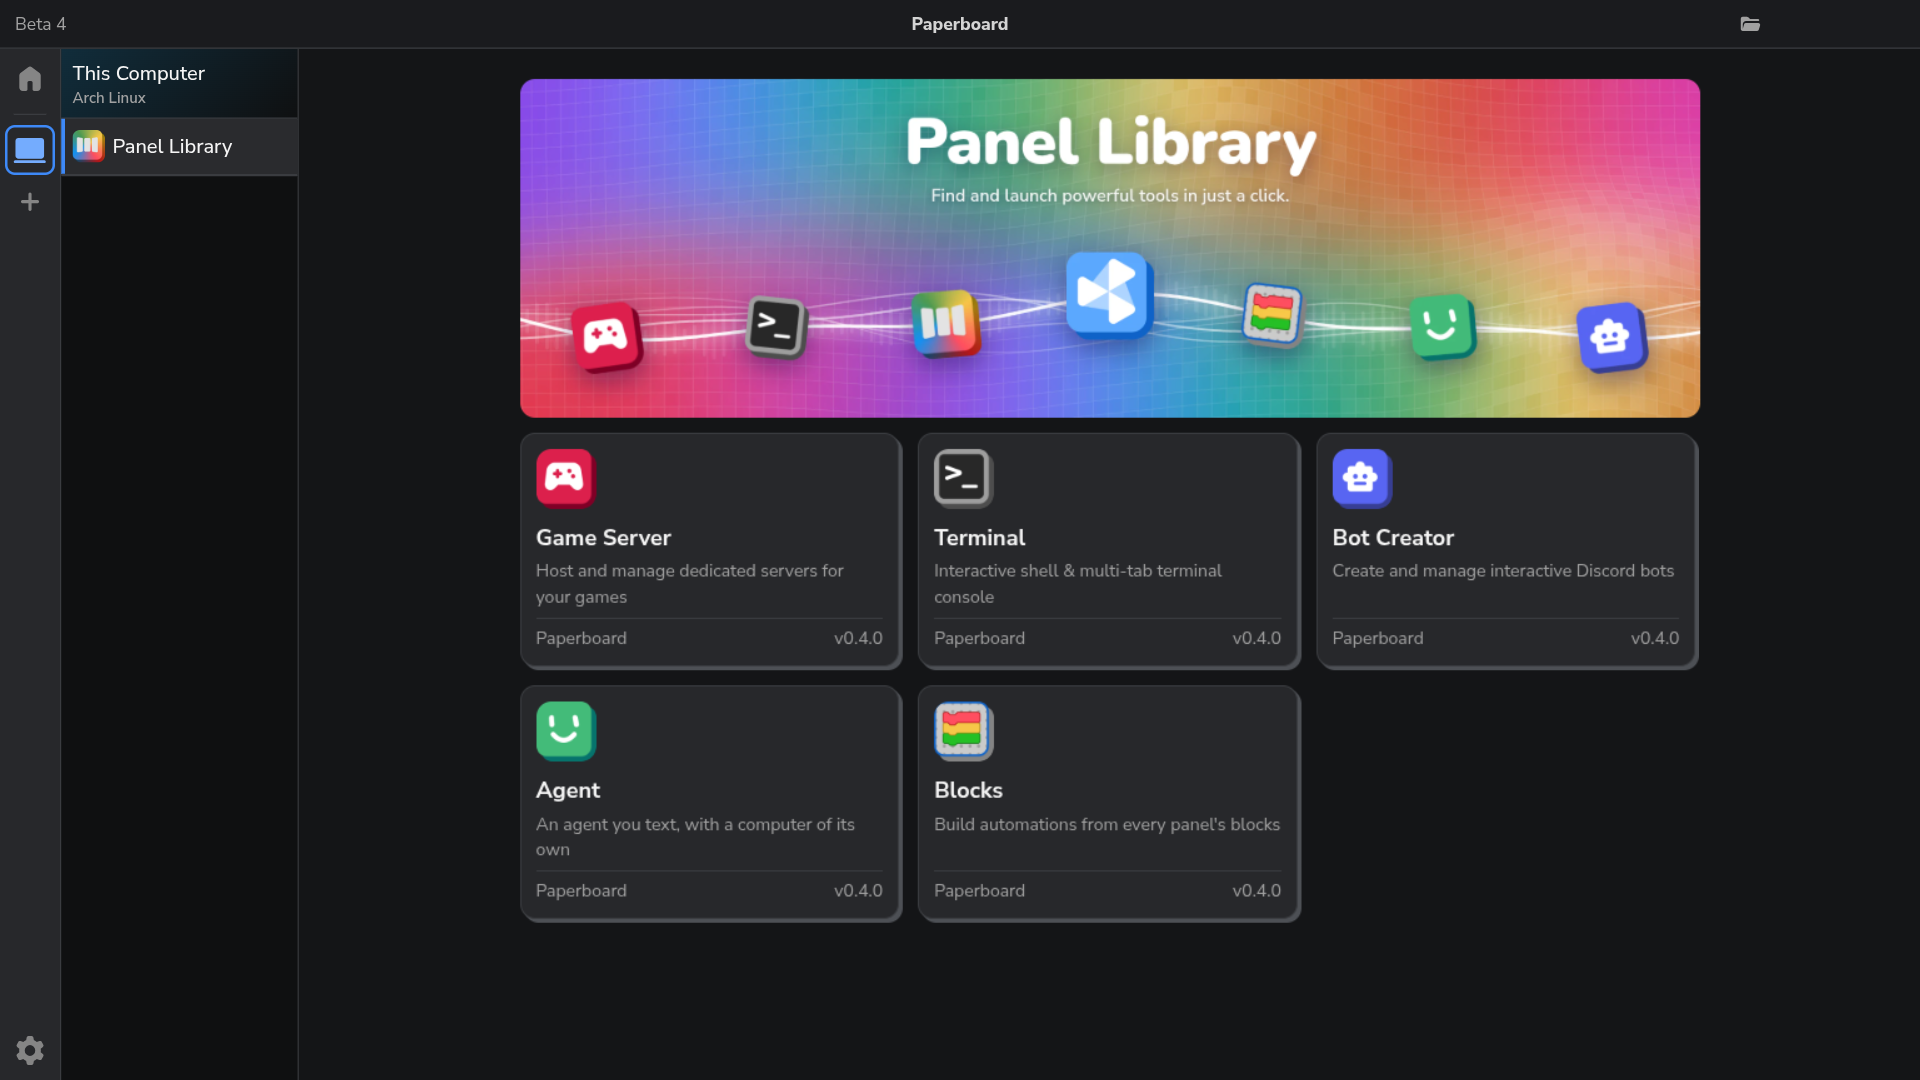 Beta 4
Paperboard
This Computer
Arch Linux
Panel Library
Panel Library
Find and launch powerful tools in just a click.
>_
>_
Game Server
Host and manage dedicated servers for
your games
Paperboard
v0.4.0
Terminal
Interactive shell & multi-tab terminal
console
Paperboard
v0.4.0
Bot Creator
Create and manage interactive Discord bots
Paperboard
v0.4.0
Agent
An agent you text, with a computer of its
own
Paperboard
v0.4.0
Blocks
Build automations from every panel's blocks
Paperboard
v0.4.0